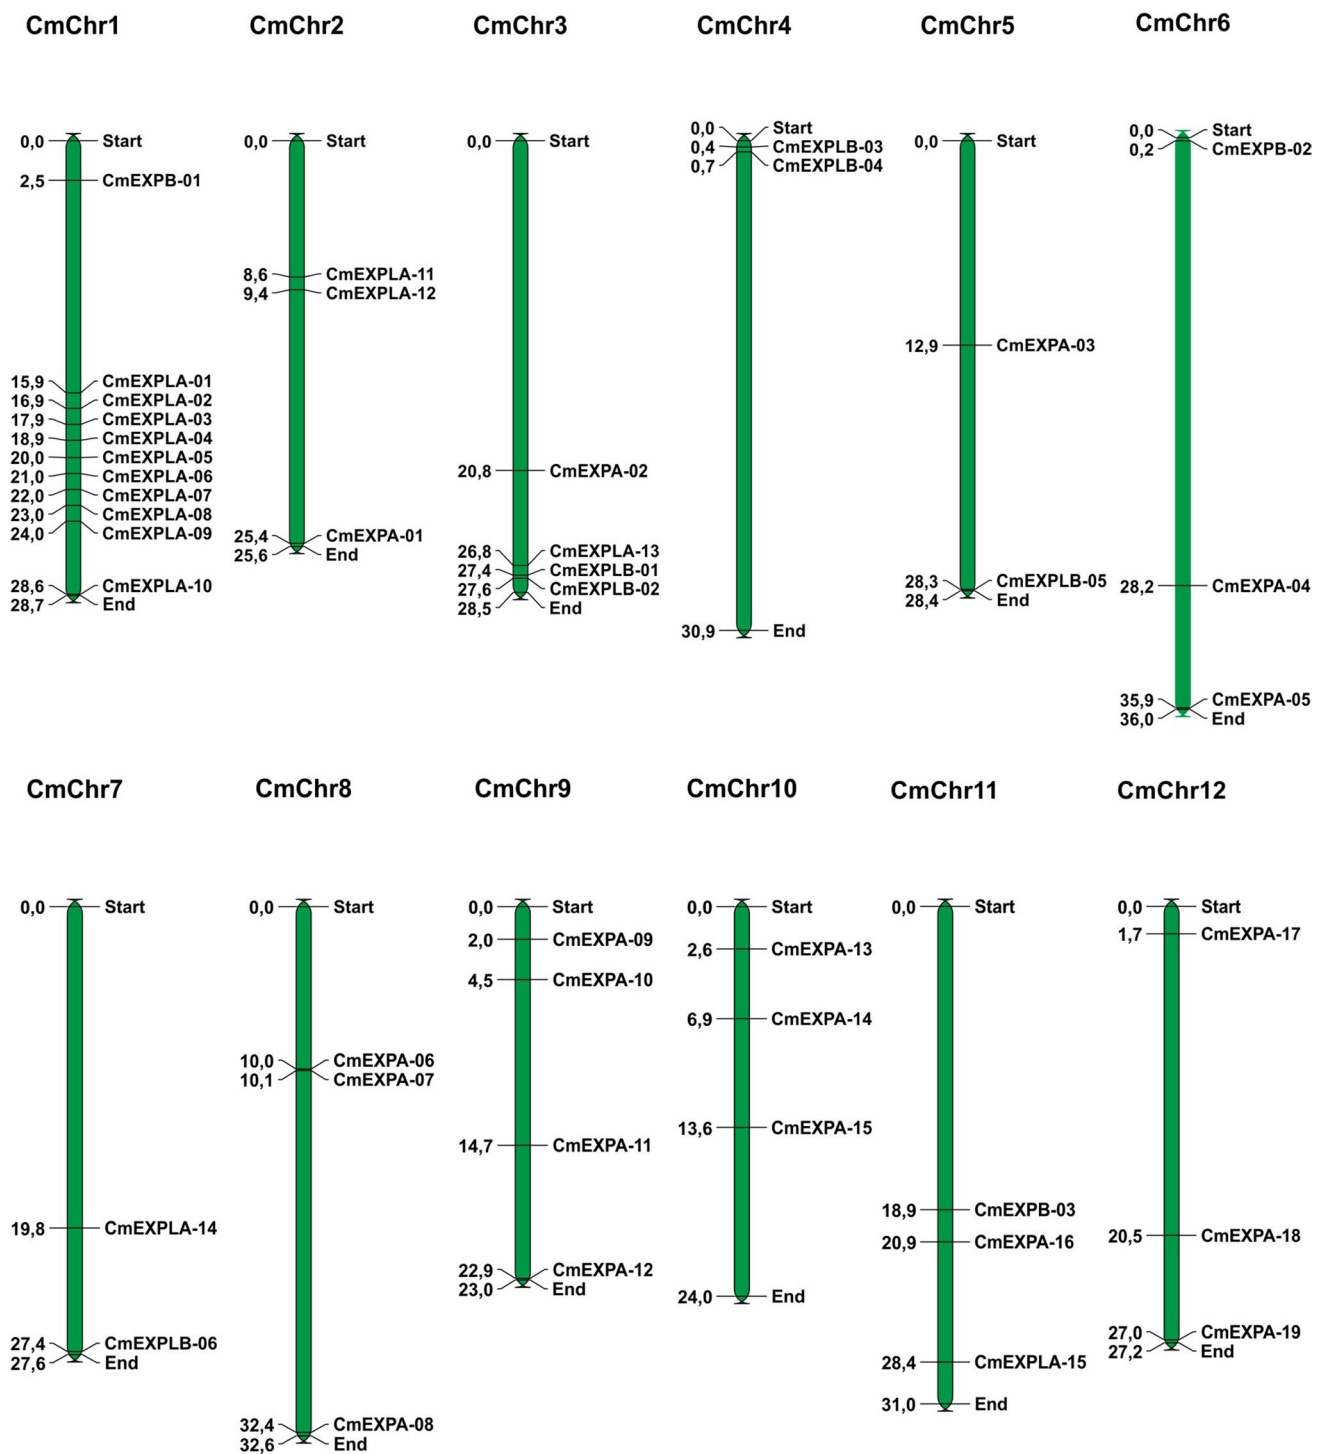 CmChr1
0,0 Start
2,5 CmEXPB-01
15,9 CmEXPLA-01
16,9 CmEXPLA-02
17,9 CmEXPLA-03
18,9 CmEXPLA-04
20,0 CmEXPLA-05
21,0 CmEXPLA-06
22,0 CmEXPLA-07
23,0 CmEXPLA-08
24,0 CmEXPLA-09
28,6 CmEXPLA-10
28,7 End
CmChr2
0,0 Start
8,6 CmEXPLA-11
9,4 CmEXPLA-12
25,4 CmEXPA-01
25,6 End
CmChr3
0,0 Start
20,8 CmEXPA-02
26,8 CmEXPLA-13
27,4 CmEXPLB-01
27,6 CmEXPLB-02
28,5 End
CmChr4
0,0 Start
0,4 CmEXPLB-03
0,7 CmEXPLB-04
30,9 End
CmChr5
0,0 Start
12,9 CmEXPA-03
28,3 CmEXPLB-05
28,4 End
CmChr6
0,0 Start
0,2 CmEXPB-02
28,2 CmEXPA-04
35,9 CmEXPA-05
36,0 End
CmChr7
0,0 Start
19,8 CmEXPLA-14
27,4 CmEXPLB-06
27,6 End
CmChr8
0,0 Start
10,0 CmEXPA-06
10,1 CmEXPA-07
32,4 CmEXPA-08
32,6 End
CmChr9
0,0 Start
2,0 CmEXPA-09
4,5 CmEXPA-10
14,7 CmEXPA-11
22,9 CmEXPA-12
23,0 End
CmChr10
0,0 Start
2,6 CmEXPA-13
6,9 CmEXPA-14
13,6 CmEXPA-15
24,0 End
CmChr11
0,0 Start
18,9 CmEXPB-03
20,9 CmEXPA-16
28,4 CmEXPLA-15
31,0 End
CmChr12
0,0 Start
1,7 CmEXPA-17
20,5 CmEXPA-18
27,0 CmEXPA-19
27,2 End